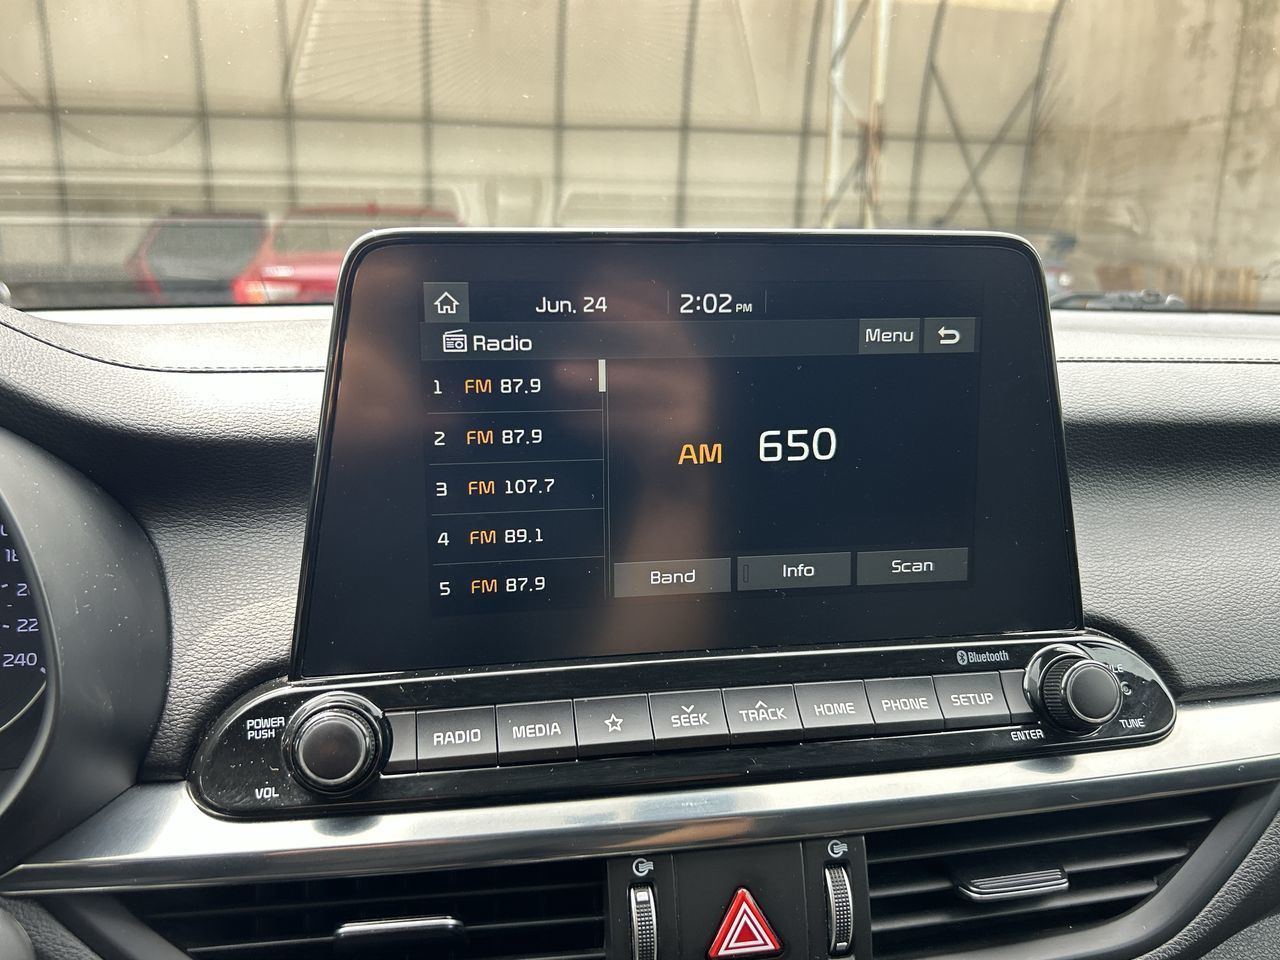 Jun. 24 2:02 PM
Radio Menu
1 FM 87.9
2 FM 87.9
3 FM 107.7
4 FM 89.1
5 FM 87.9
AM 650
Band Info Scan
Bluetooth
POWER
PUSH
VOL
RADIO MEDIA SEEK TRACK HOME PHONE SETUP
ENTER
TUNE
22
240